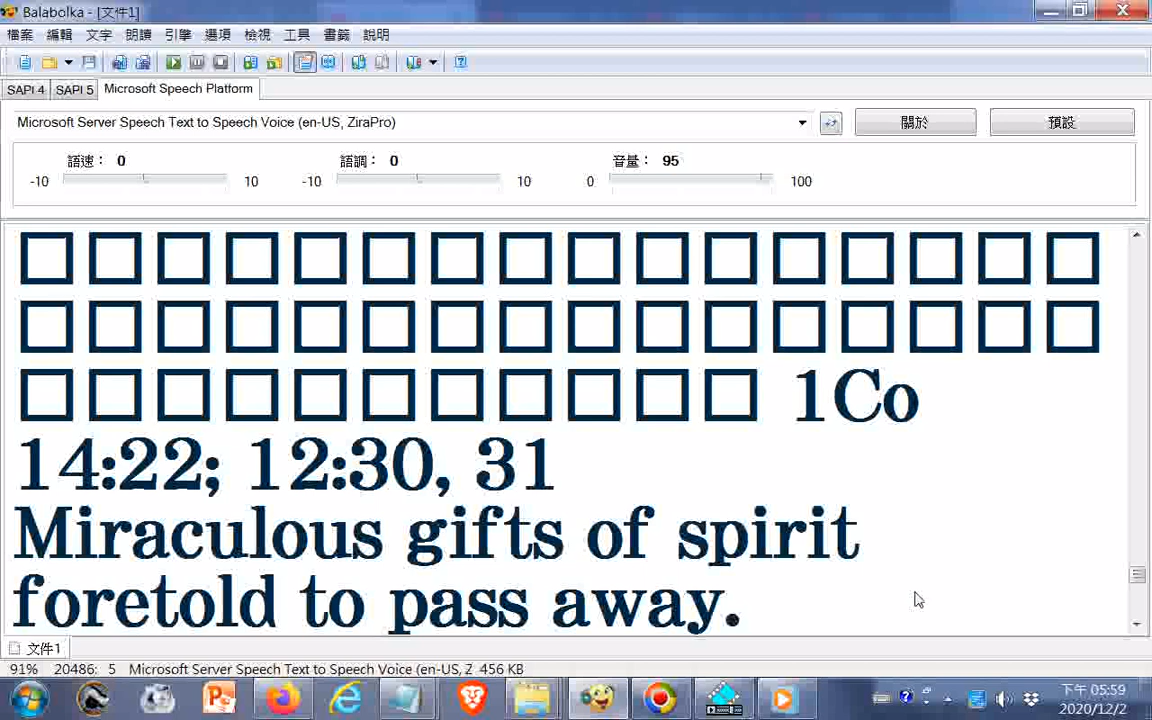 Balabolka - [文件1]
檔案 編輯 文字 朗讀 引擎 選項 檢視 工具 書籤 說明
SAPI 4 SAPI 5 Microsoft Speech Platform
Microsoft Server Speech Text to Speech Voice (en-US, ZiraPro) 關於 預設
語速： 0 語調： 0 音量： 95
-10 10 -10 10 0 100
□□□□□□□□□□□□□□□□
□□□□□□□□□□□□□□□□
□□□□□□□□□□□ 1Co
14:22; 12:30, 31
Miraculous gifts of spirit
foretold to pass away.
文件1
91% 20486: 5 Microsoft Server Speech Text to Speech Voice (en-US, Z 456 KB
下午 05:59
2020/12/2